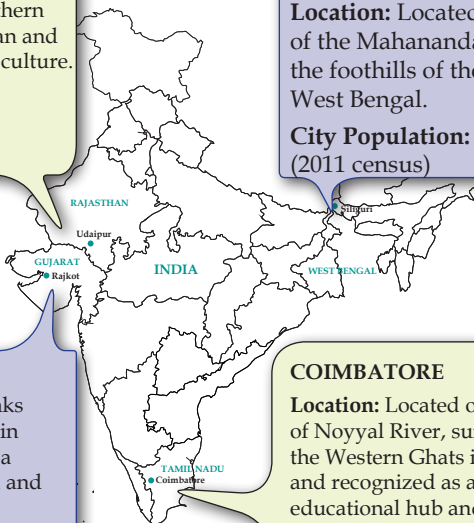 hern
an and
culture.
Location: Located
of the Mahananda
the foothills of the
West Bengal.
City Population:
(2011 census)
RAJASTHAN
Siliguri
Udaipur
GUJARAT
Rajkot
INDIA
WEST BENGAL
nks
in
a
and
COIMBATORE
Location: Located o
of Noyyal River, su
the Western Ghats i
and recognized as a
educational hub and
TAMIL NADU
Coimbatore